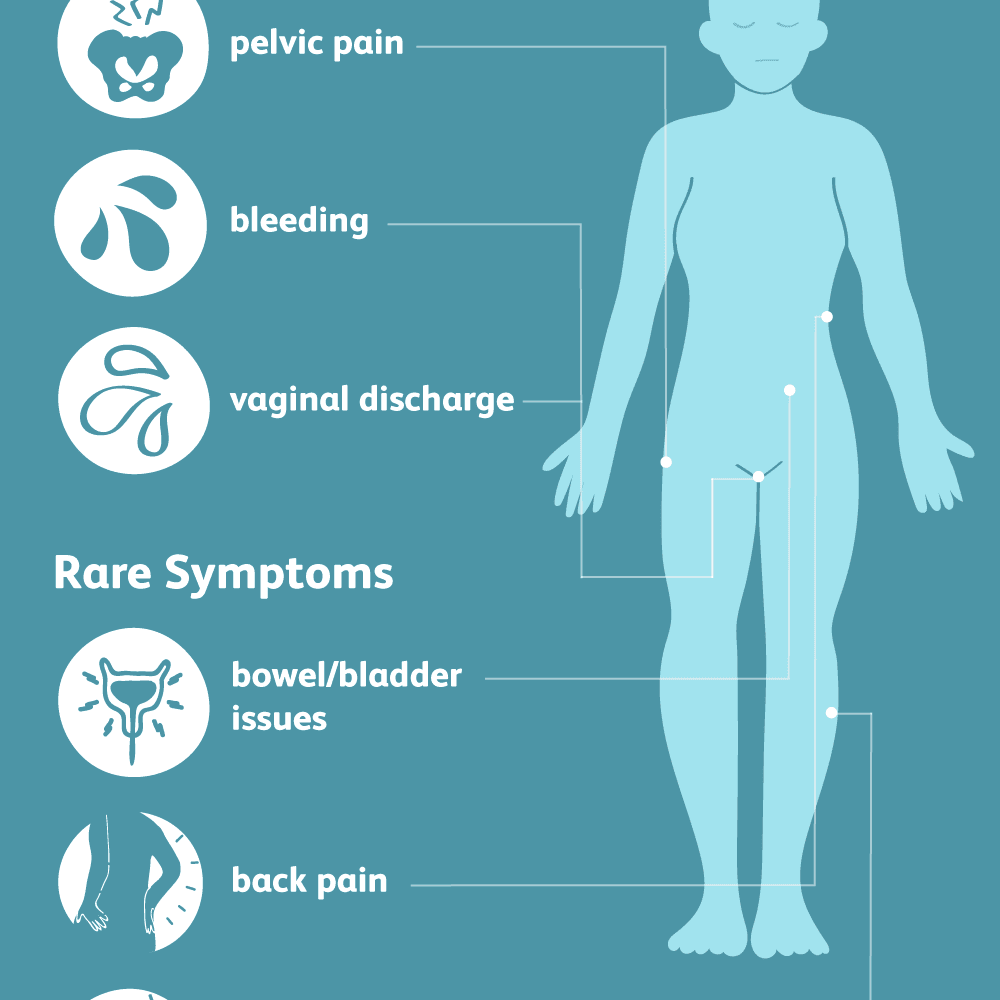 pelvic pain
bleeding
vaginal discharge
Rare Symptoms
bowel/bladder
issues
back pain